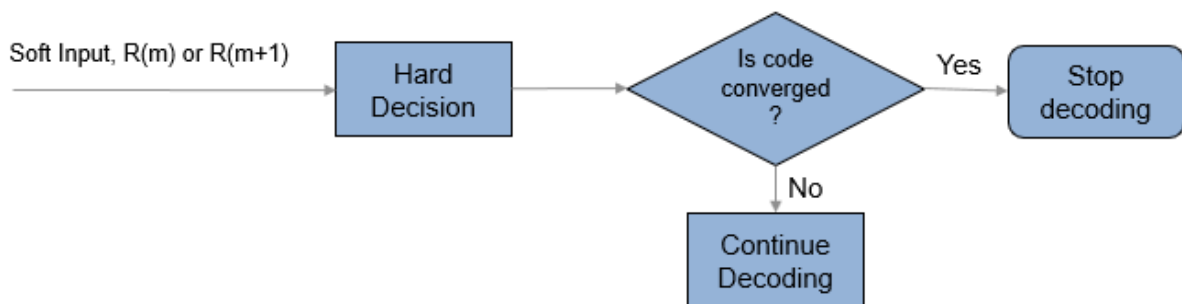 Soft Input, R(m) or R(m+1)
Hard
Decision
Is code
converged
?
Yes
Stop
decoding
No
Continue
Decoding